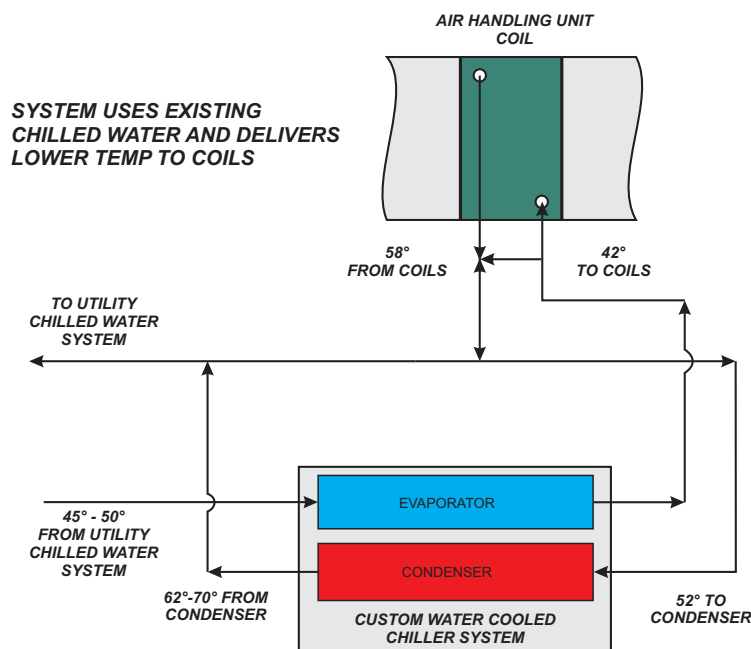 AIR HANDLING UNIT
COIL
SYSTEM USES EXISTING
CHILLED WATER AND DELIVERS
LOWER TEMP TO COILS
58°
FROM COILS
42°
TO COILS
TO UTILITY
CHILLED WATER
SYSTEM
EVAPORATOR
45° - 50°
FROM UTILITY
CHILLED WATER
SYSTEM
CONDENSER
62°-70° FROM
CONDENSER
52° TO
CONDENSER
CUSTOM WATER COOLED
CHILLER SYSTEM